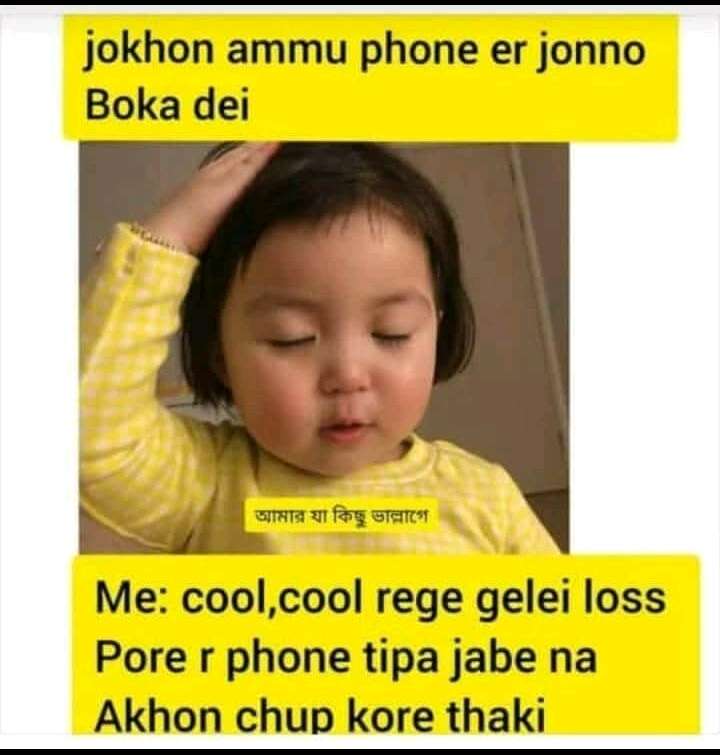 jokhon ammu phone er jonno
Boka dei
আমার যা কিছু ভাল্লাগে
Me: cool,cool rege gelei loss
Pore r phone tipa jabe na
Akhon chup kore thaki